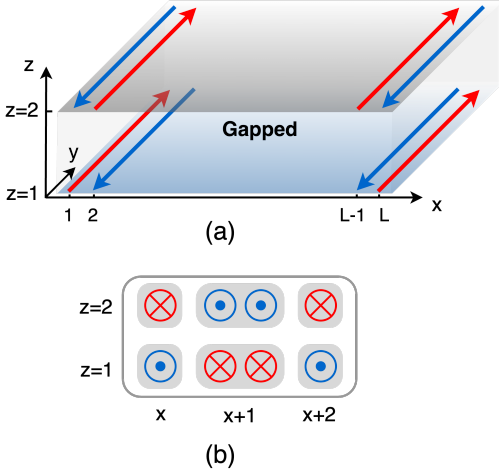 z
z=2
Gapped
y
z=1
1 2 L-1 L x
(a)
z=2
z=1
x x+1 x+2
(b)